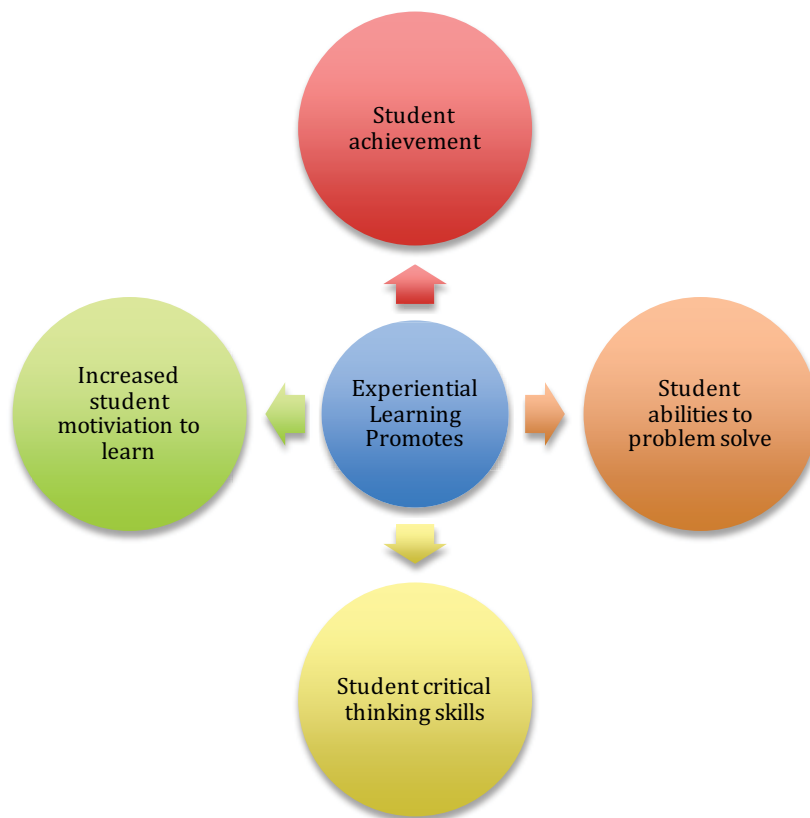 Student
achievement
Increased
student
motiviation to
learn
Experiential
Learning
Promotes
Student
abilities to
problem solve
Student critical
thinking skills